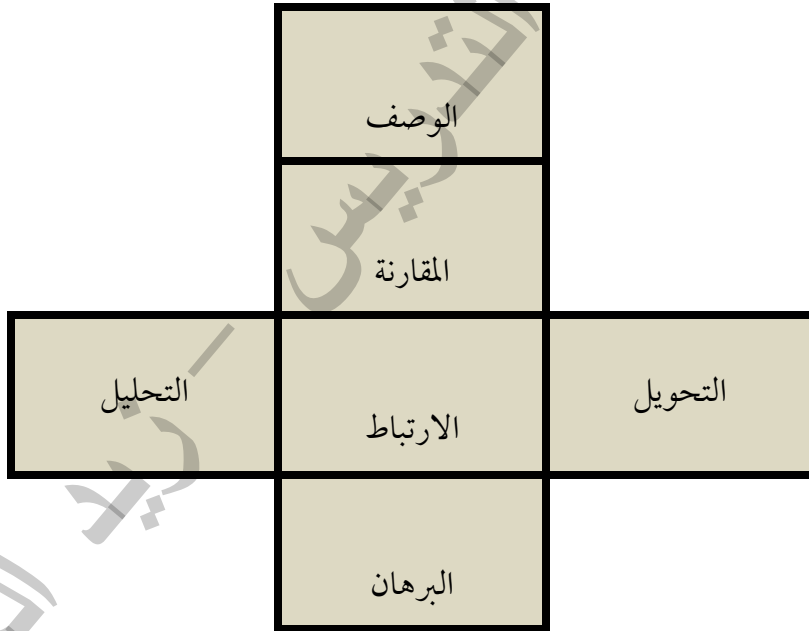 الوصف
المقارنة
التحويل
الارتباط
التحليل
البرهان